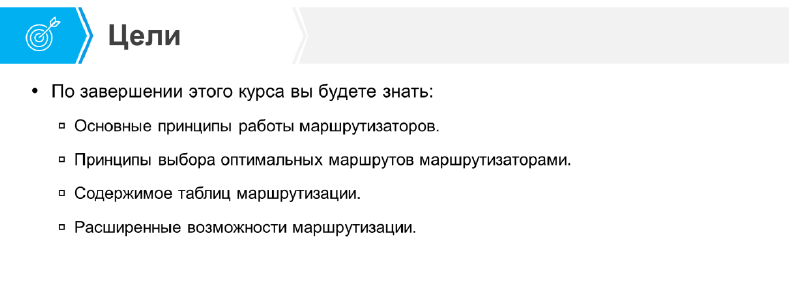 Цели
• По завершении этого курса вы будете знать:
▫ Основные принципы работы маршрутизаторов.
▫ Принципы выбора оптимальных маршрутов маршрутизаторами.
▫ Содержимое таблиц маршрутизации.
▫ Расширенные возможности маршрутизации.